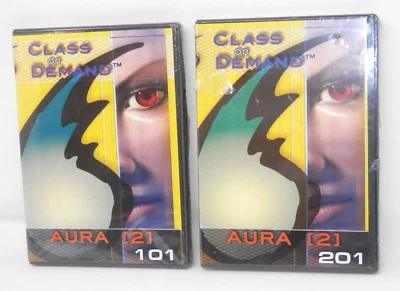 CLASS
on
DEMAND™
AURA [2]
101
CLASS
on
DEMAND™
AURA [2]
201